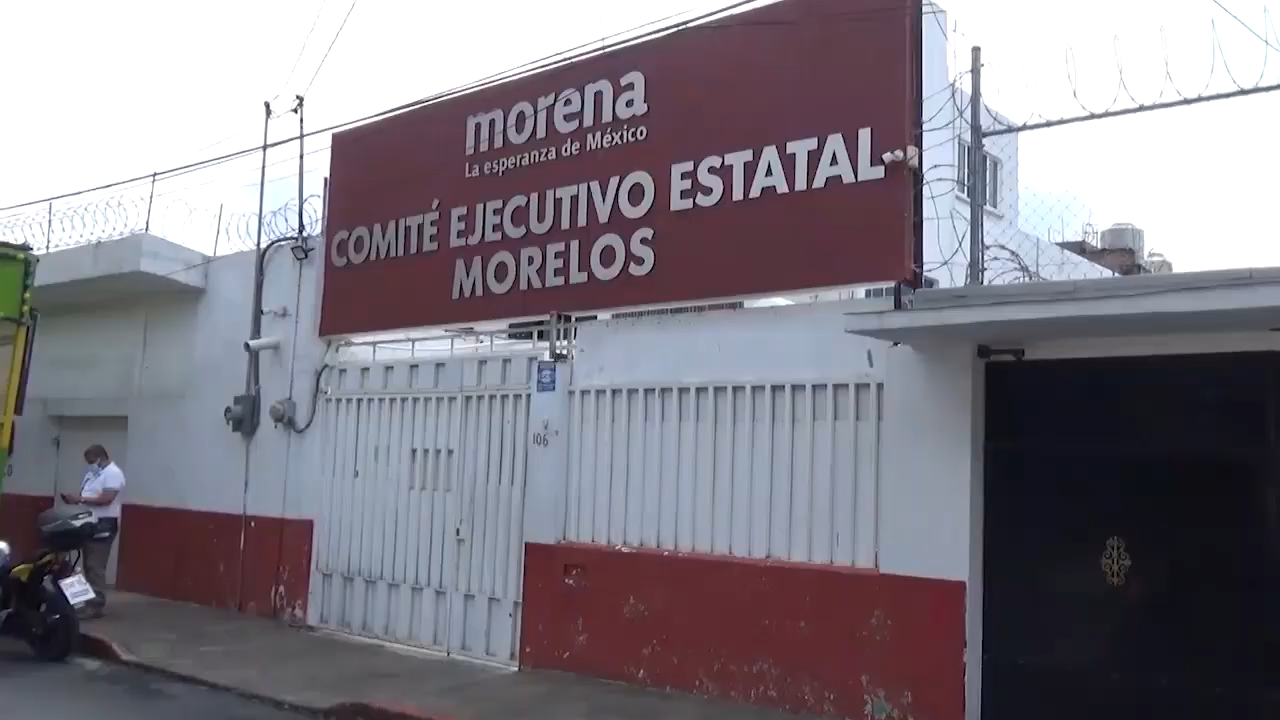 morena
La esperanza de México
COMITÉ EJECUTIVO ESTATAL
MORELOS
106